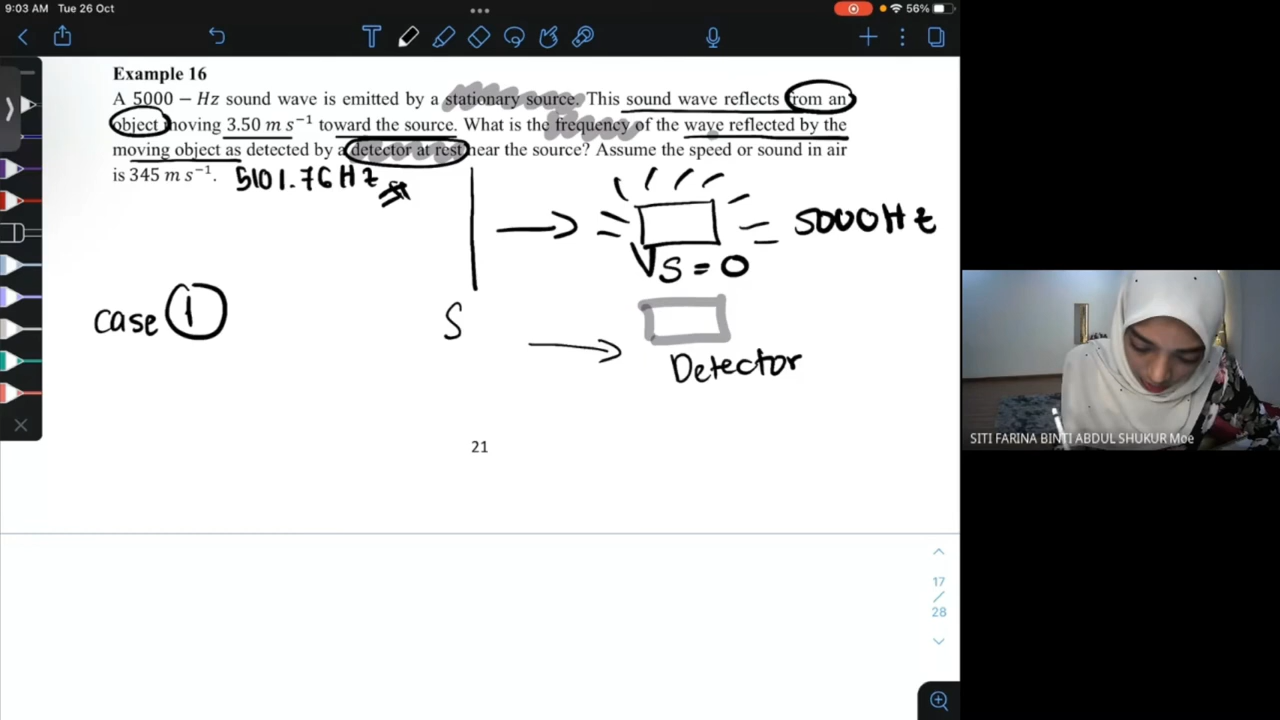 9:03 AM Tue 26 Oct
56%
Example 16
A 5000 – Hz sound wave is emitted by a stationary source. This sound wave reflects from an
object moving 3.50 m s⁻¹ toward the source. What is the frequency of the wave reflected by the
moving object as detected by a detector at rest near the source? Assume the speed or sound in air
is 345 m s⁻¹. 5101.76 Hz
5000 Hz
Vs = 0
case 1
S
Detector
SITI FARINA BINTI ABDUL SHUKUR Moe
21
17
/
28